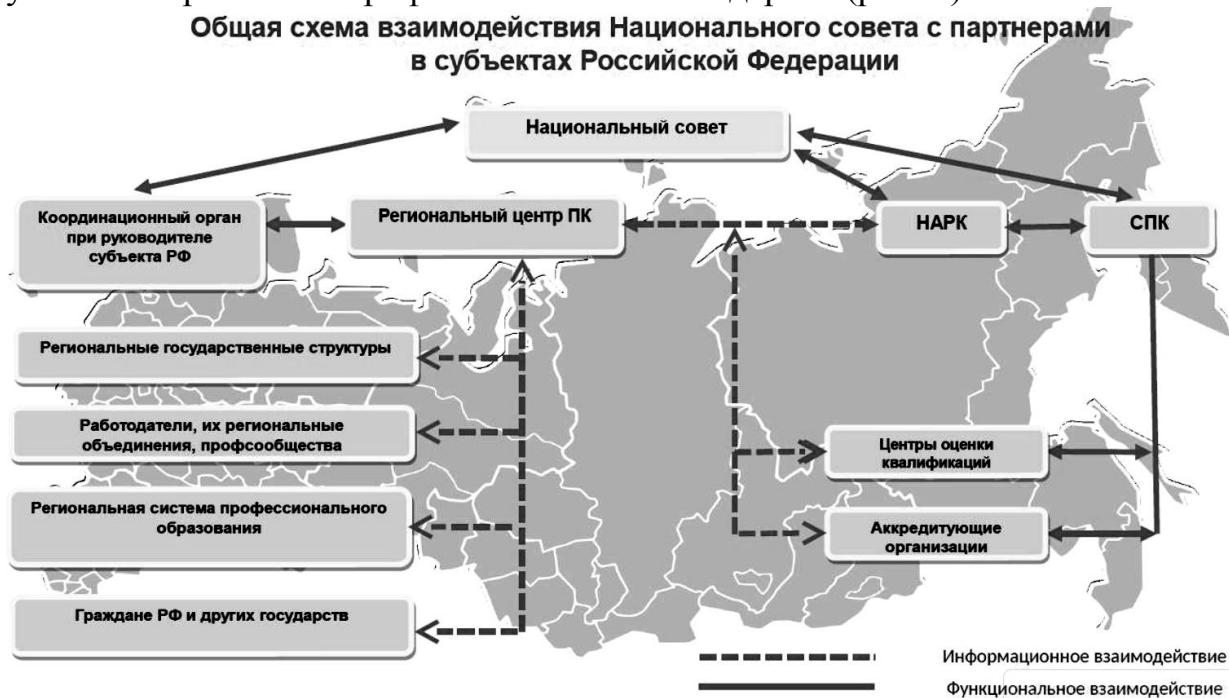 Общая схема взаимодействия Национального совета с партнерами
в субъектах Российской Федерации
Национальный совет
Координационный орган
при руководителе
субъекта РФ
Региональный центр ПК
НАРК
СПК
Региональные государственные структуры
Работодатели, их региональные
объединения, профсообщества
Центры оценки
квалификаций
Региональная система профессионального
образования
Аккредитующие
организации
Граждане РФ и других государств
Информационное взаимодействие
Функциональное взаимодействие